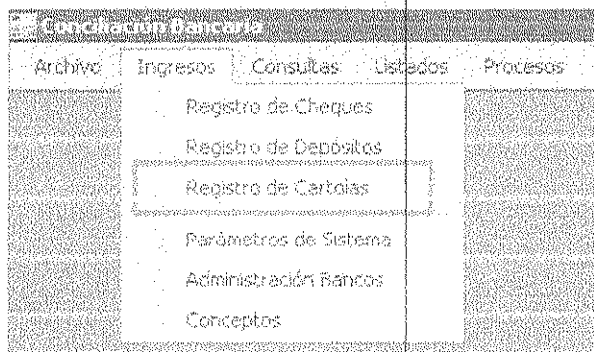 Conciliación Bancaria
Archivo Ingresos Consultas Listados Procesos
Registro de Cheques
Registro de Depósitos
Registro de Cartolas
Parámetros de Sistema
Administración Bancos
Conceptos